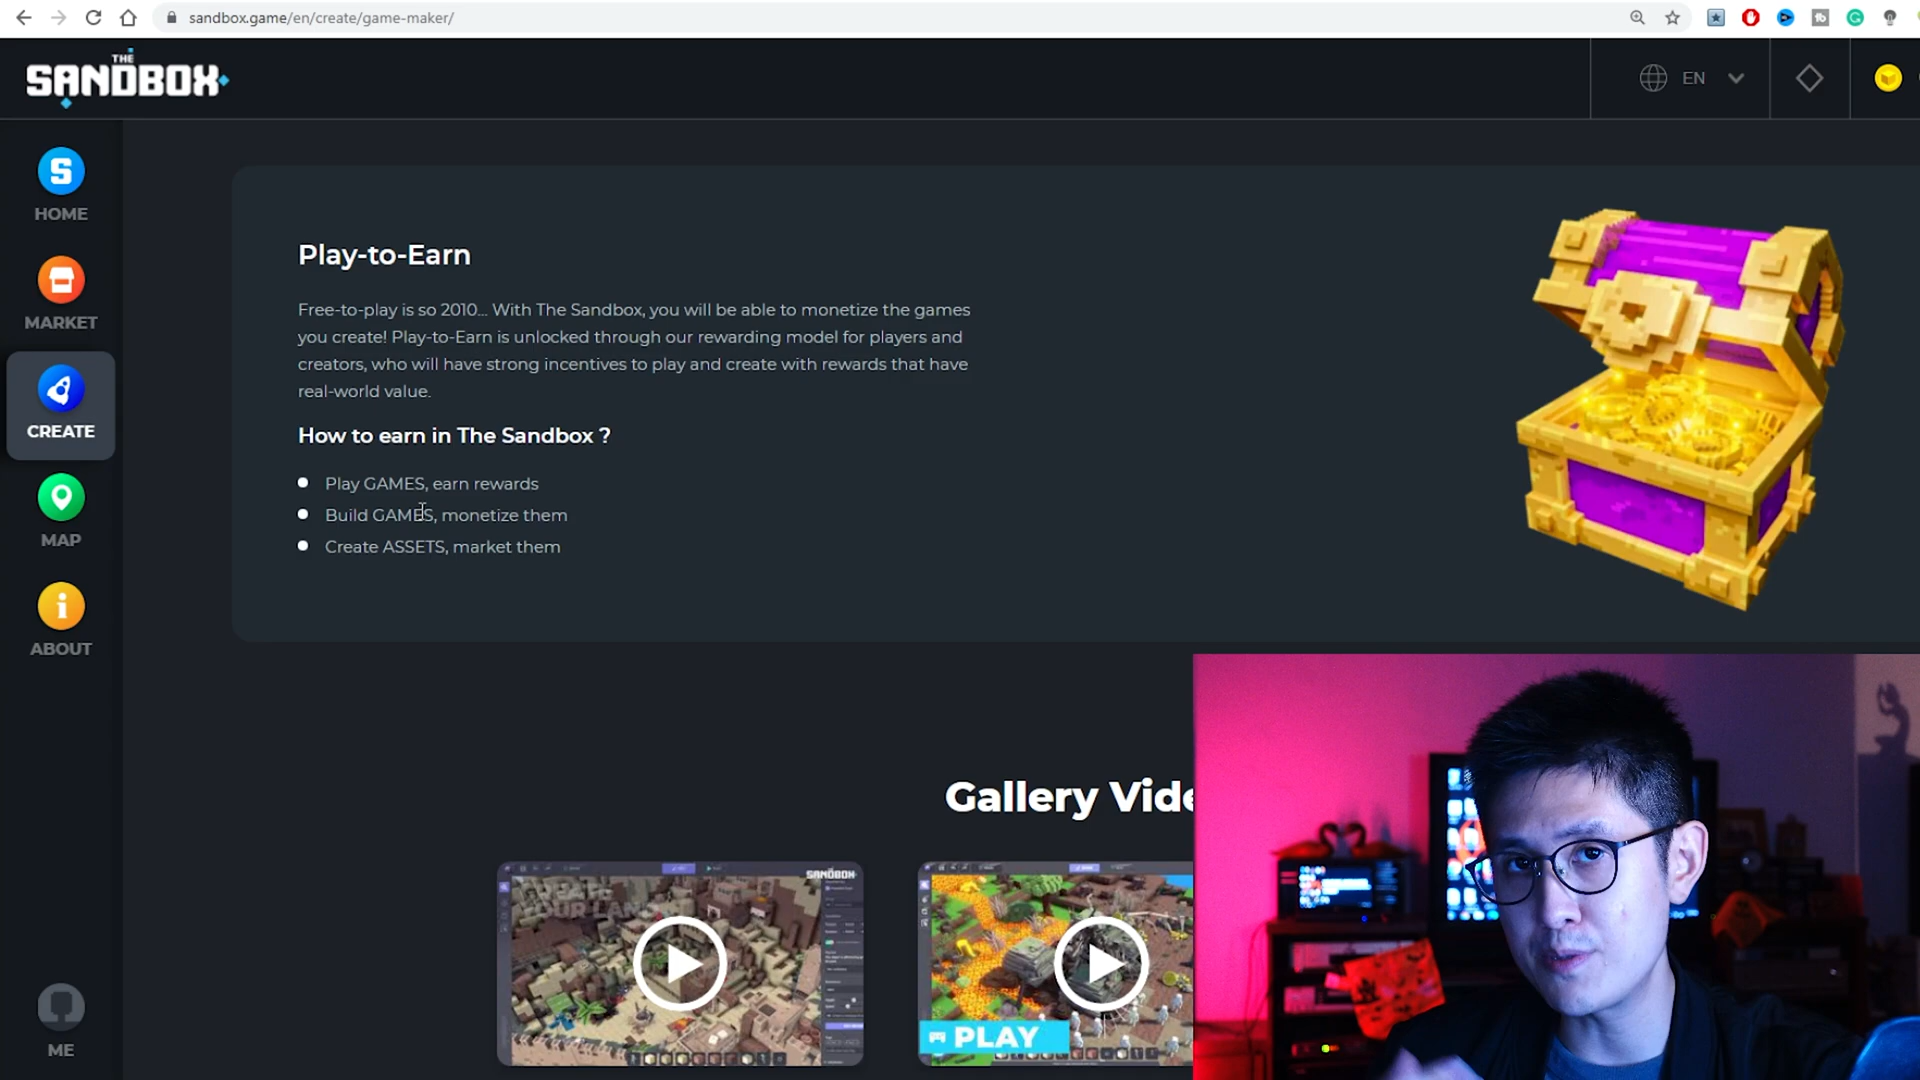 sandbox.game/en/create/game-maker/
THE
SANDBOX
EN
HOME
MARKET
CREATE
MAP
ABOUT
ME
Play-to-Earn
Free-to-play is so 2010... With The Sandbox, you will be able to monetize the games
you create! Play-to-Earn is unlocked through our rewarding model for players and
creators, who will have strong incentives to play and create with rewards that have
real-world value.
How to earn in The Sandbox ?
Play GAMES, earn rewards
Build GAMES, monetize them
Create ASSETS, market them
Gallery Vide
SANDBOX
PLAY